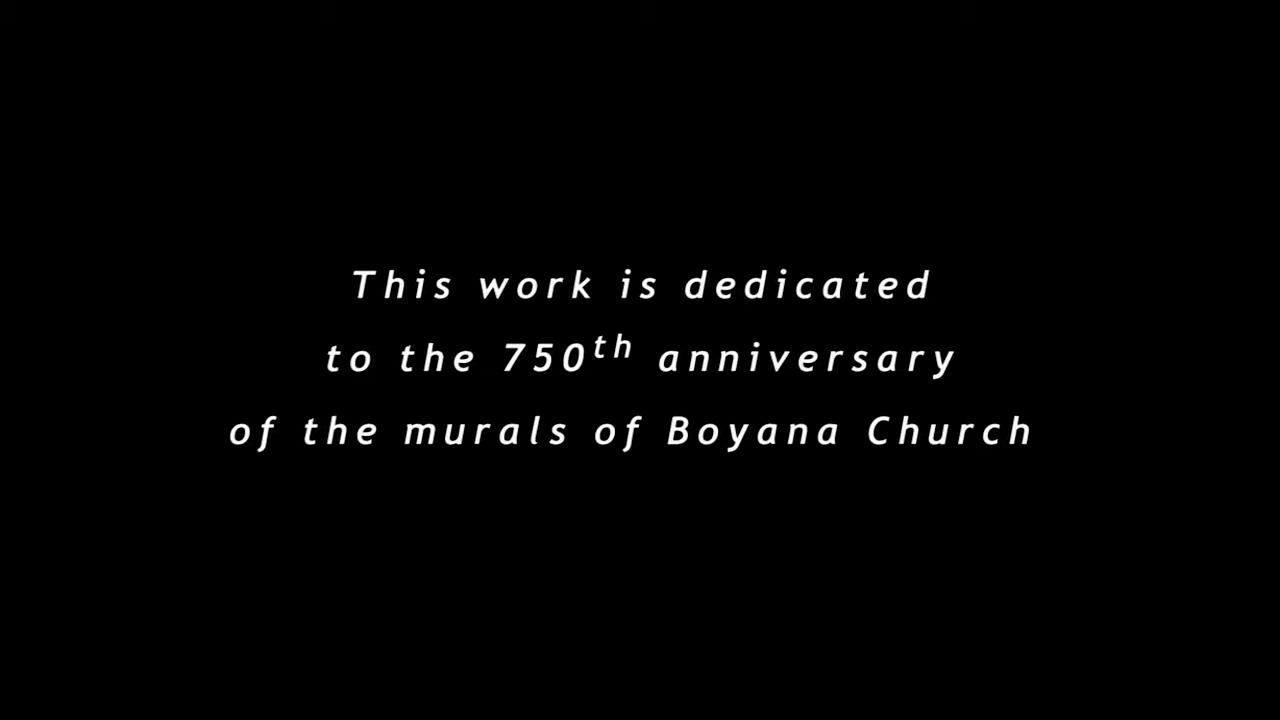 This work is dedicated
to the 750th anniversary
of the murals of Boyana Church